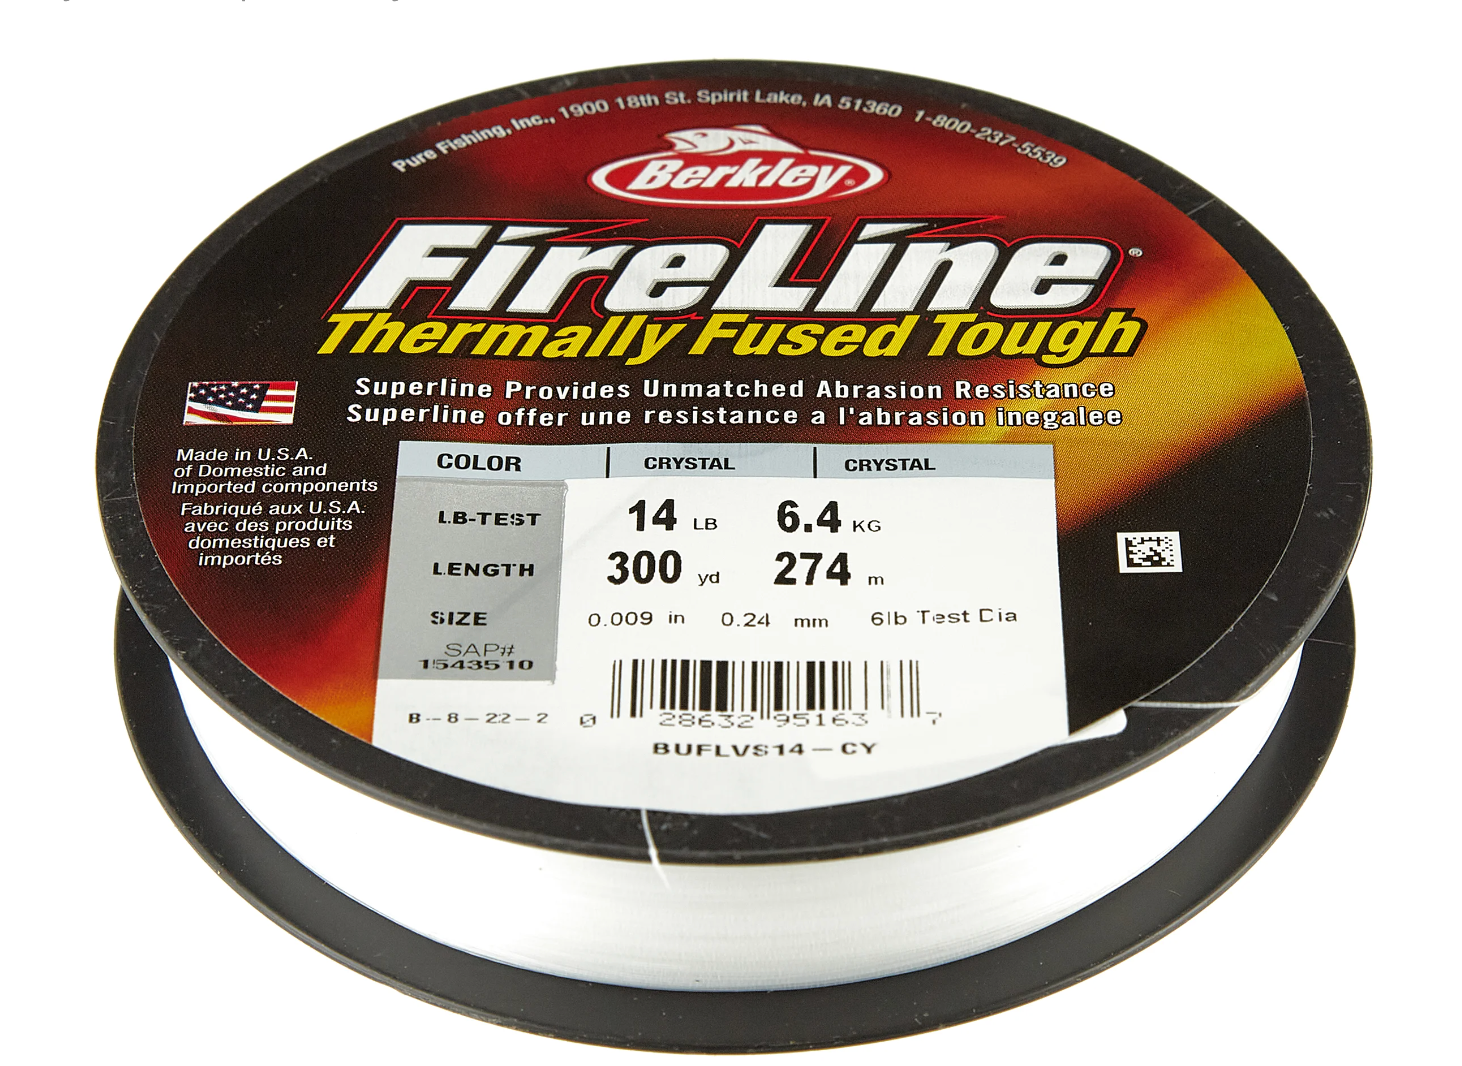 Pure Fishing, Inc., 1900 18th St. Spirit Lake, IA 51360 1-800-237-5539
Berkley®
FireLine®
Thermally Fused Tough
Superline Provides Unmatched Abrasion Resistance
Superline offer une resistance a l'abrasion inegalee
Made in U.S.A.
of Domestic and
Imported components
Fabriqué aux U.S.A.
avec des produits
domestiques et
importés
COLOR CRYSTAL CRYSTAL
LB-TEST 14 LB 6.4 KG
LENGTH 300 yd 274 m
SIZE 0.009 in 0.24 mm 6lb Test Dia
SAP#
1543510
B-8-22-2
0 28632 95163 7
BUFLVS14-CY